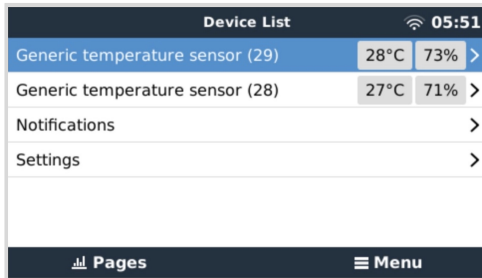 Device List 05:51
Generic temperature sensor (29) 28°C 73%
Generic temperature sensor (28) 27°C 71%
Notifications
Settings
Pages Menu